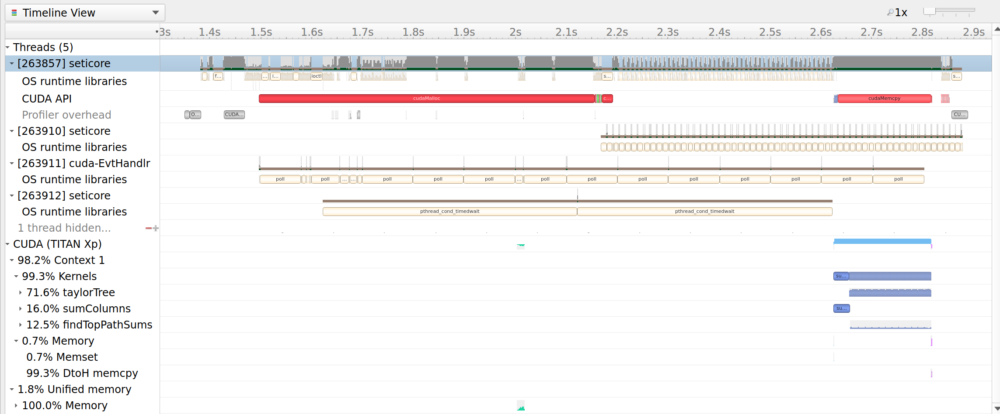 Timeline View
1x
3s 1.4s 1.5s 1.6s 1.7s 1.8s 1.9s 2s 2.1s 2.2s 2.3s 2.4s 2.5s 2.6s 2.7s 2.8s 2.9s
Threads (5)
[263857] seticore
OS runtime libraries f... ... i... ioctl s... s...
CUDA API cudaMalloc c... cudaMemcpy
Profiler overhead O... CUDA... CU...
[263910] seticore
OS runtime libraries
[263911] cuda-EvtHandlr
OS runtime libraries poll poll ... ... poll poll poll ... poll poll poll poll poll poll poll poll
[263912] seticore
OS runtime libraries pthread_cond_timedwait pthread_cond_timedwait
1 thread hidden...
CUDA (TITAN Xp)
98.2% Context 1
99.3% Kernels su...
71.6% taylorTree
16.0% sumColumns su...
12.5% findTopPathSums
0.7% Memory
0.7% Memset
99.3% DtoH memcpy
1.8% Unified memory
100.0% Memory